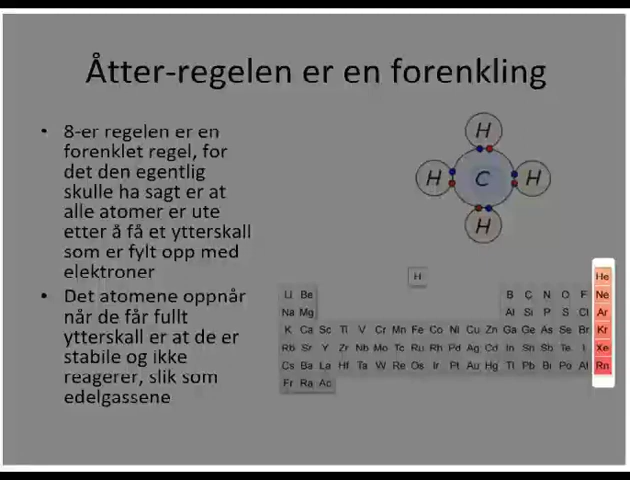 Åtter-regelen er en forenkling
• 8-er regelen er en
forenklet regel, for
det den egentlig
skulle ha sagt er at
alle atomer er ute
etter å få et ytterskall
som er fylt opp med
elektroner
• Det atomene oppnår
når de får fullt
ytterskall er at de er
stabile og ikke
reagerer, slik som
edelgassene
H
H C H
H
H He
Li Be B C N O F Ne
Na Mg Al Si P S Cl Ar
K Ca Sc Ti V Cr Mn Fe Co Ni Cu Zn Ga Ge As Se Br Kr
Rb Sr Y Zr Nb Mo Tc Ru Rh Pd Ag Cd In Sn Sb Te I Xe
Cs Ba La Hf Ta W Re Os Ir Pt Au Hg Tl Pb Bi Po At Rn
Fr Ra Ac